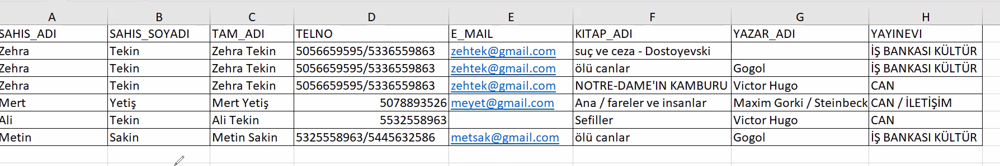 A B C D E F G H
SAHIS_ADI SAHIS_SOYADI TAM_ADI TELNO E_MAIL KITAP_ADI YAZAR_ADI YAYINEVI
Zehra Tekin Zehra Tekin 5056659595/5336559863 zehtek@gmail.com suç ve ceza - Dostoyevski İŞ BANKASI KÜLTÜR
Zehra Tekin Zehra Tekin 5056659595/5336559863 zehtek@gmail.com ölü canlar Gogol İŞ BANKASI KÜLTÜR
Zehra Tekin Zehra Tekin 5056659595/5336559863 zehtek@gmail.com NOTRE-DAME'IN KAMBURU Victor Hugo CAN
Mert Yetiş Mert Yetiş 5078893526 meyet@gmail.com Ana / fareler ve insanlar Maxim Gorki / Steinbeck CAN / İLETİŞİM
Ali Tekin Ali Tekin 5532558963 Sefiller Victor Hugo CAN
Metin Sakin Metin Sakin 5325558963/5445632586 metsak@gmail.com ölü canlar Gogol İŞ BANKASI KÜLTÜR